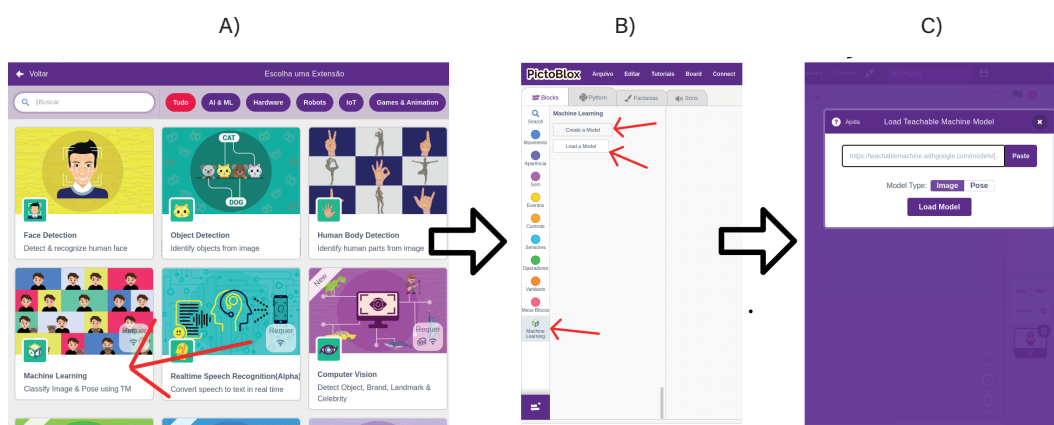 A)
B)
C)
Voltar
Escolha uma Extensão
Buscar
Tudo
AI & ML
Hardware
Robots
IoT
Games & Animation
CAT
DOG
Face Detection
Detect & recognize human face
Object Detection
Identify objects from image
Human Body Detection
Identify human parts from image
Requer
Machine Learning
Classify Image & Pose using TM
Requer
Realtime Speech Recognition(Alpha)
Convert speech to text in real time
New
Requer
Computer Vision
Detect Object, Brand, Landmark &
Celebrity
PictoBlox
Arquivo
Editar
Tutoriais
Board
Connect
Blocks
Python
Fantasias
Sons
Search
Movimento
Aparência
Som
Eventos
Controle
Sensores
Operadores
Variáveis
Meus Blocos
Machine
Learning
Machine Learning
Create a Model
Load a Model
Board
Connect
My Project
Ajuda
Load Teachable Machine Model
https://teachablemachine.withgoogle.com/models/[.
Paste
Model Type:
Image
Pose
Load Model